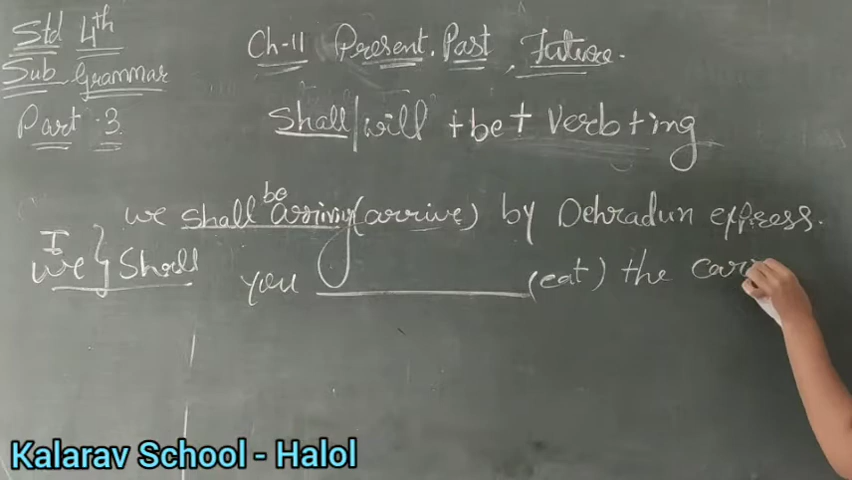 Std 4th
Sub Grammar
Part 3
Ch-11 Present, Past, Future.
Shall/will + be + verb + ing
we shall be arriving (arrive) by Dehradun express.
I
we } Shall
you ____________ (eat) the
Kalarav School - Halol